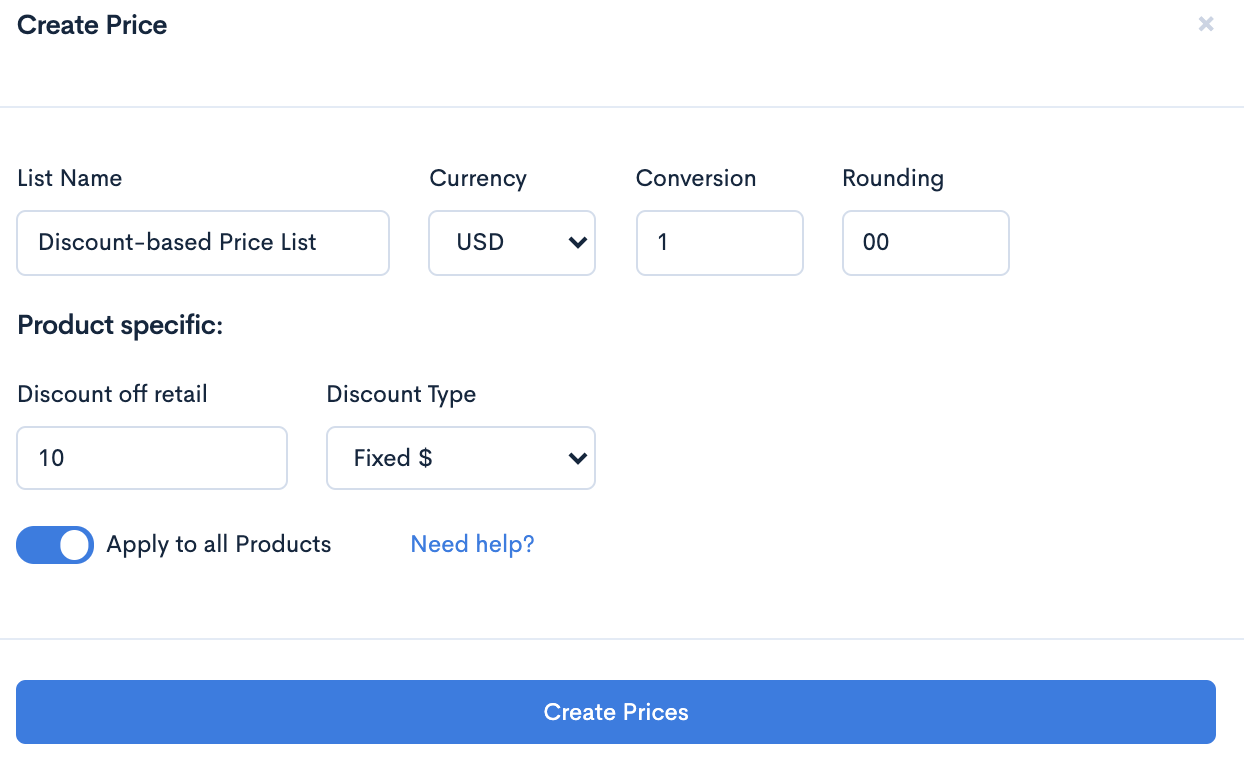 Create Price
×
List Name
Currency
Conversion
Rounding
Discount-based Price List
USD
1
00
Product specific:
Discount off retail
Discount Type
10
Fixed $
Apply to all Products
Need help?
Create Prices